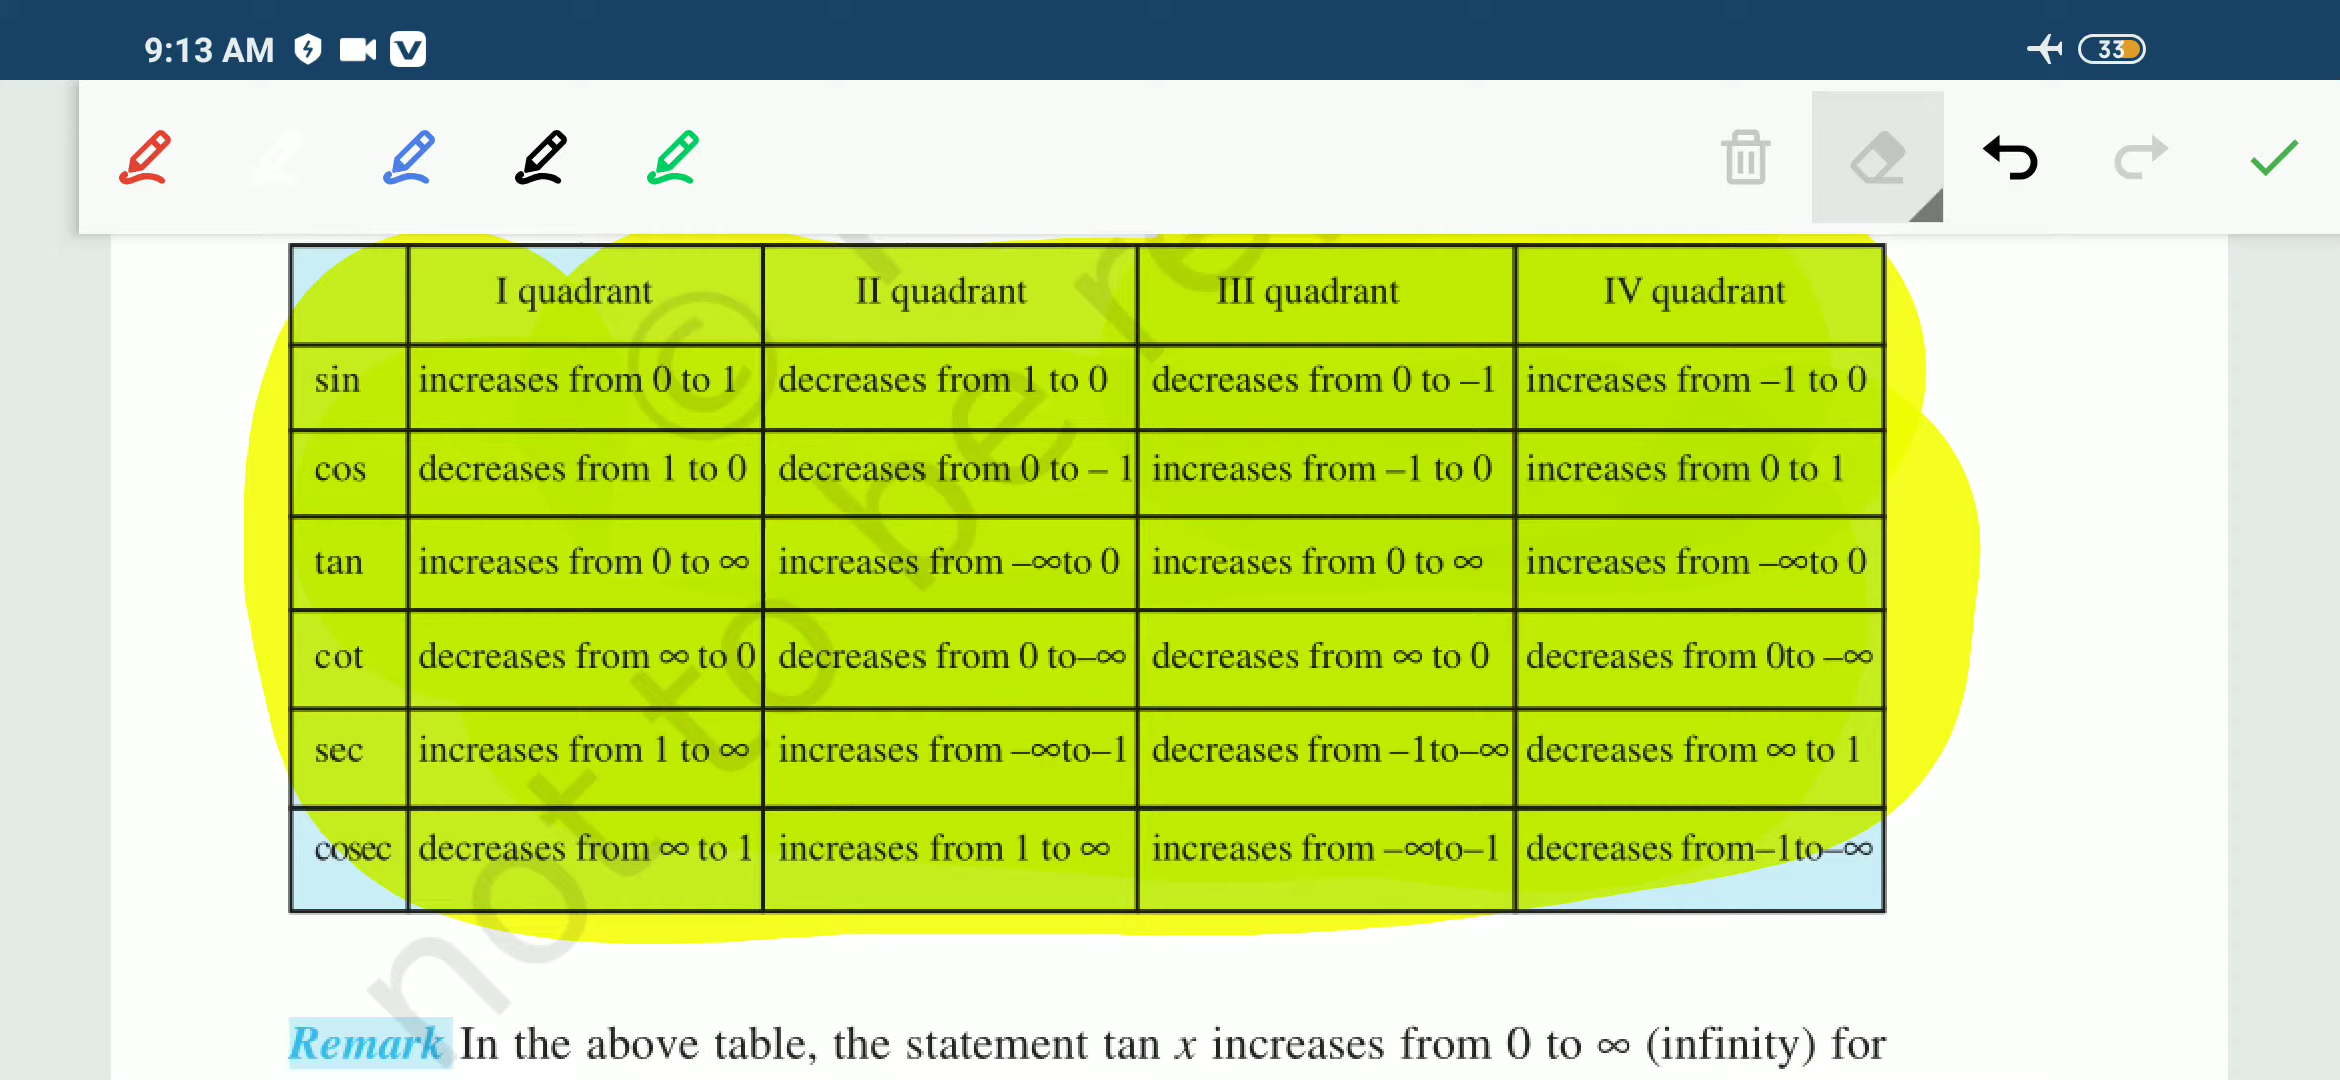 9:13 AM 33
I quadrant II quadrant III quadrant IV quadrant
sin increases from 0 to 1 decreases from 1 to 0 decreases from 0 to –1 increases from –1 to 0
cos decreases from 1 to 0 decreases from 0 to – 1 increases from –1 to 0 increases from 0 to 1
tan increases from 0 to ∞ increases from –∞to 0 increases from 0 to ∞ increases from –∞to 0
cot decreases from ∞ to 0 decreases from 0 to–∞ decreases from ∞ to 0 decreases from 0to –∞
sec increases from 1 to ∞ increases from –∞to–1 decreases from –1to–∞ decreases from ∞ to 1
cosec decreases from ∞ to 1 increases from 1 to ∞ increases from –∞to–1 decreases from–1to–∞
not to be re
©
Remark In the above table, the statement tan x increases from 0 to ∞ (infinity) for